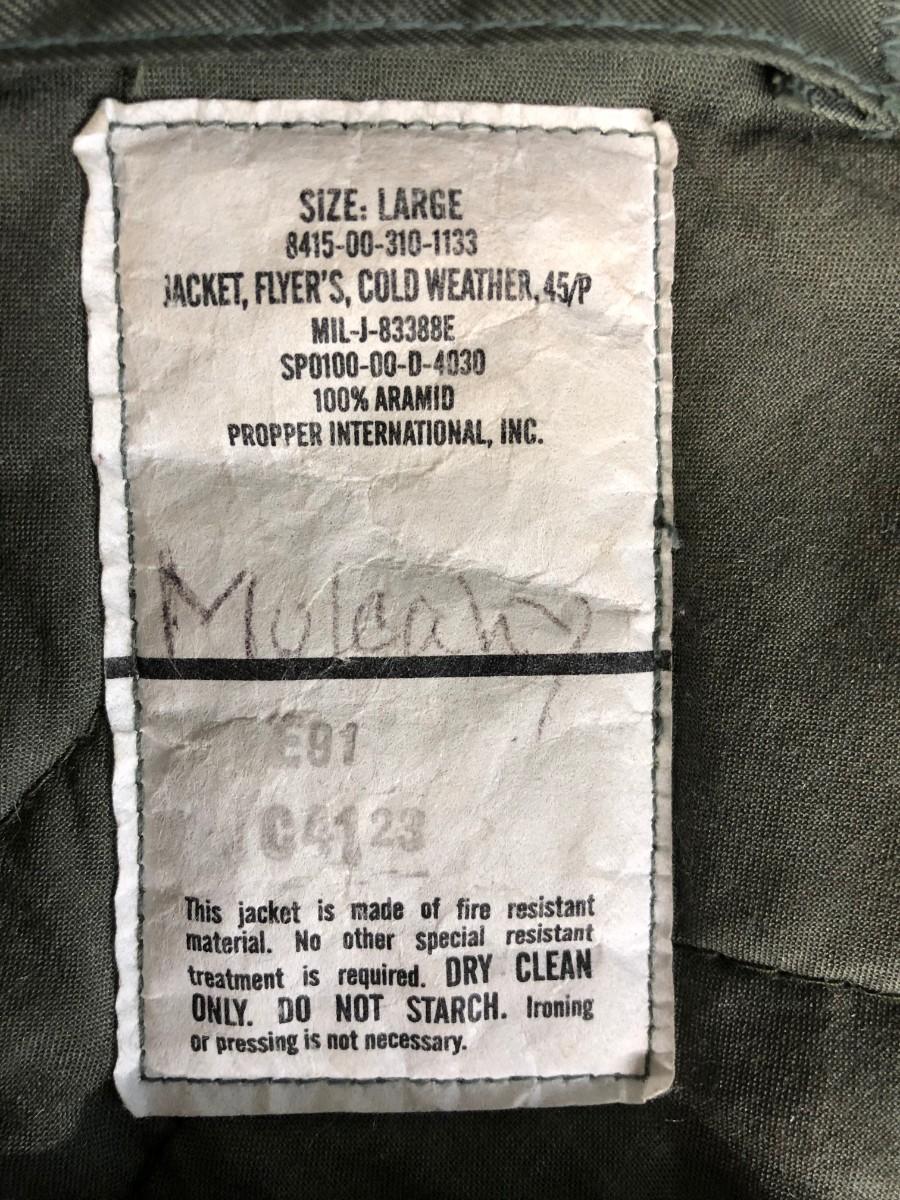 SIZE: LARGE
8415-00-310-1133
JACKET, FLYER'S, COLD WEATHER, 45/P
MIL-J-83388E
SP0100-00-D-4030
100% ARAMID
PROPPER INTERNATIONAL, INC.
Mulcahy
E91
C4123
This jacket is made of fire resistant
material. No other special resistant
treatment is required. DRY CLEAN
ONLY. DO NOT STARCH. Ironing
or pressing is not necessary.